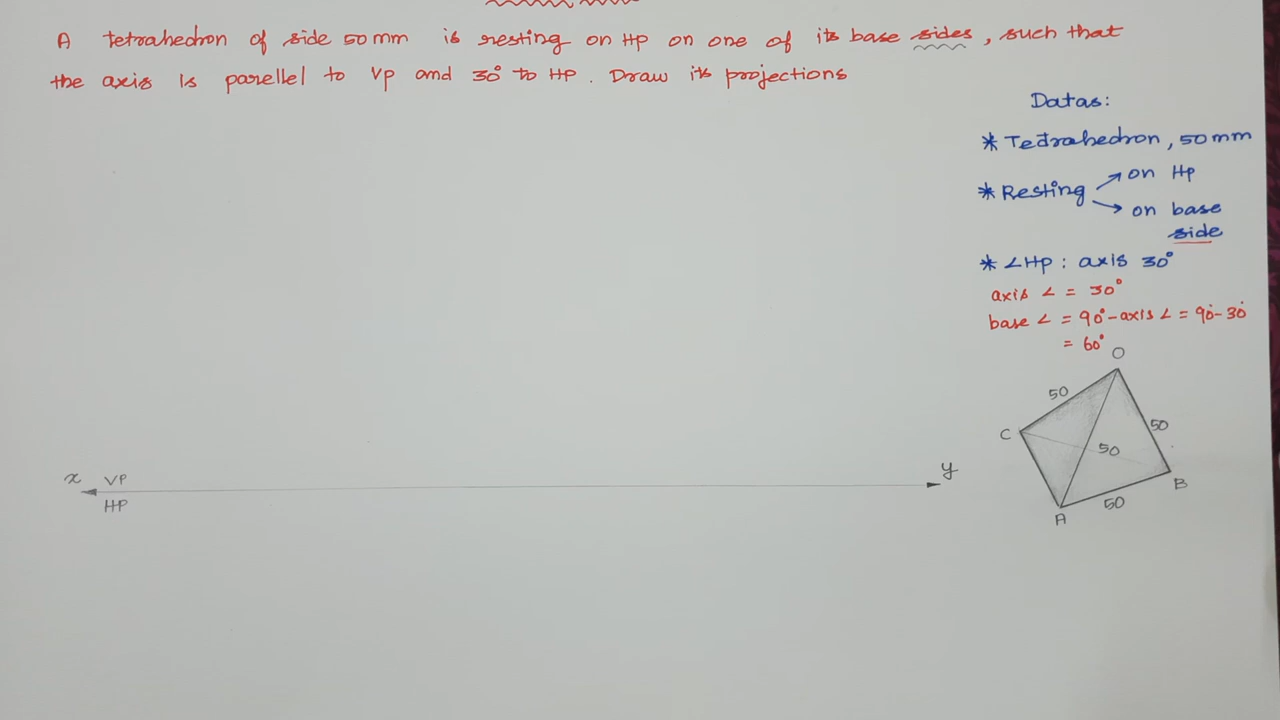 A tetrahedron of side 50 mm is resting on HP on one of its base sides, such that
the axis is parellel to VP and 30° to HP. Draw its projections
Datas:
* Tetrahedron, 50mm
* Resting → on HP
→ on base
side
* ∠HP : axis 30°
axis ∠ = 30°
base ∠ = 90° - axis ∠ = 90° - 30°
= 60°
O
50
C
50
50
B
50
A
x VP y
HP